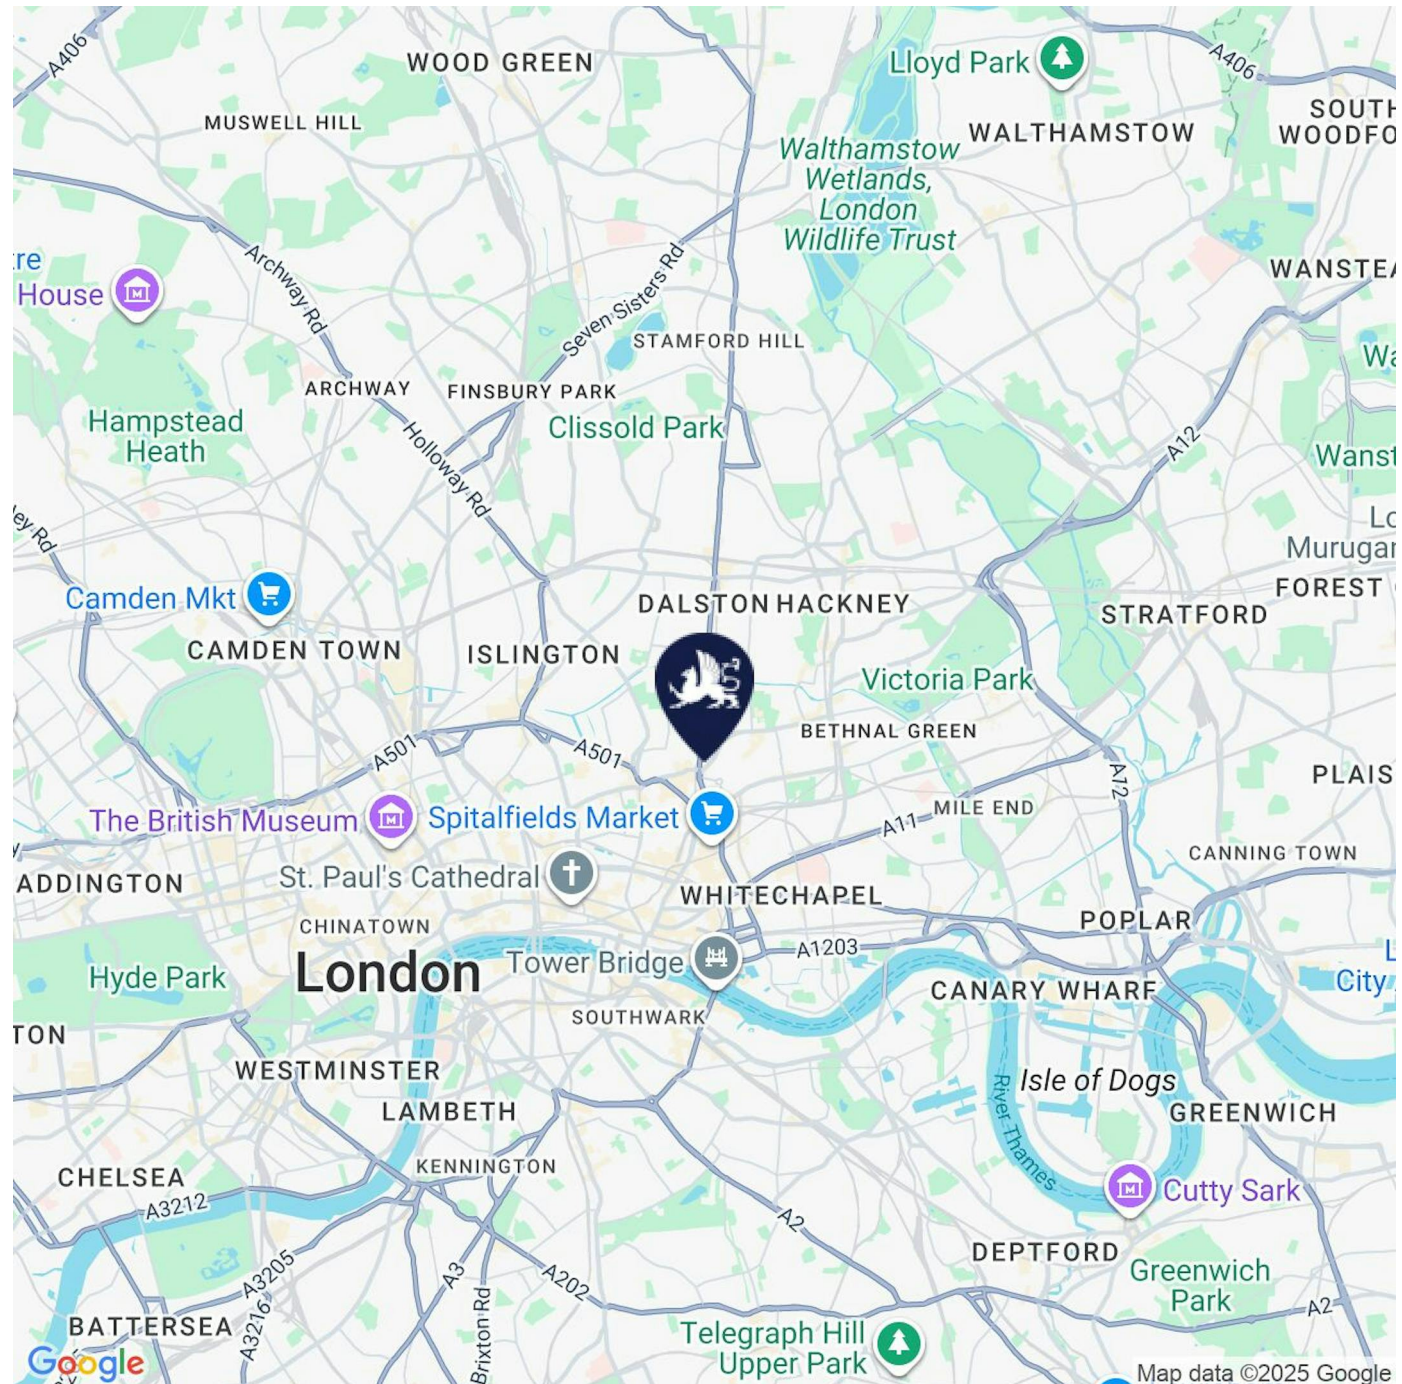 A406
WOOD GREEN
Lloyd Park
A406
MUSWELL HILL
SOUTH
WOODFO
WALTHAMSTOW
Walthamstow
Wetlands,
London
Wildlife Trust
Archway Rd
Seven Sisters Rd
House
WANSTEA
STAMFORD HILL
ARCHWAY
FINSBURY PARK
Hampstead
Heath
Clissold Park
Holloway Rd
A12
Wanst
ey Rd
Murugan
Camden Mkt
DALSTON
HACKNEY
FOREST
STRATFORD
CAMDEN TOWN
ISLINGTON
Victoria Park
BETHNAL GREEN
A501
A501
A12
PLAIS
The British Museum
Spitalfields Market
MILE END
A11
CANNING TOWN
ADDINGTON
St. Paul's Cathedral
WHITECHAPEL
POPLAR
CHINATOWN
A1203
London
Tower Bridge
Hyde Park
City
CANARY WHARF
SOUTHWARK
TON
WESTMINSTER
Isle of Dogs
River Thames
LAMBETH
GREENWICH
KENNINGTON
CHELSEA
A3212
Cutty Sark
A2
DEPTFORD
A3205
A3
A202
Greenwich
Park
A2
BATTERSEA
A3216
Brixton Rd
Telegraph Hill
Upper Park
Google
Map data ©2025 Google